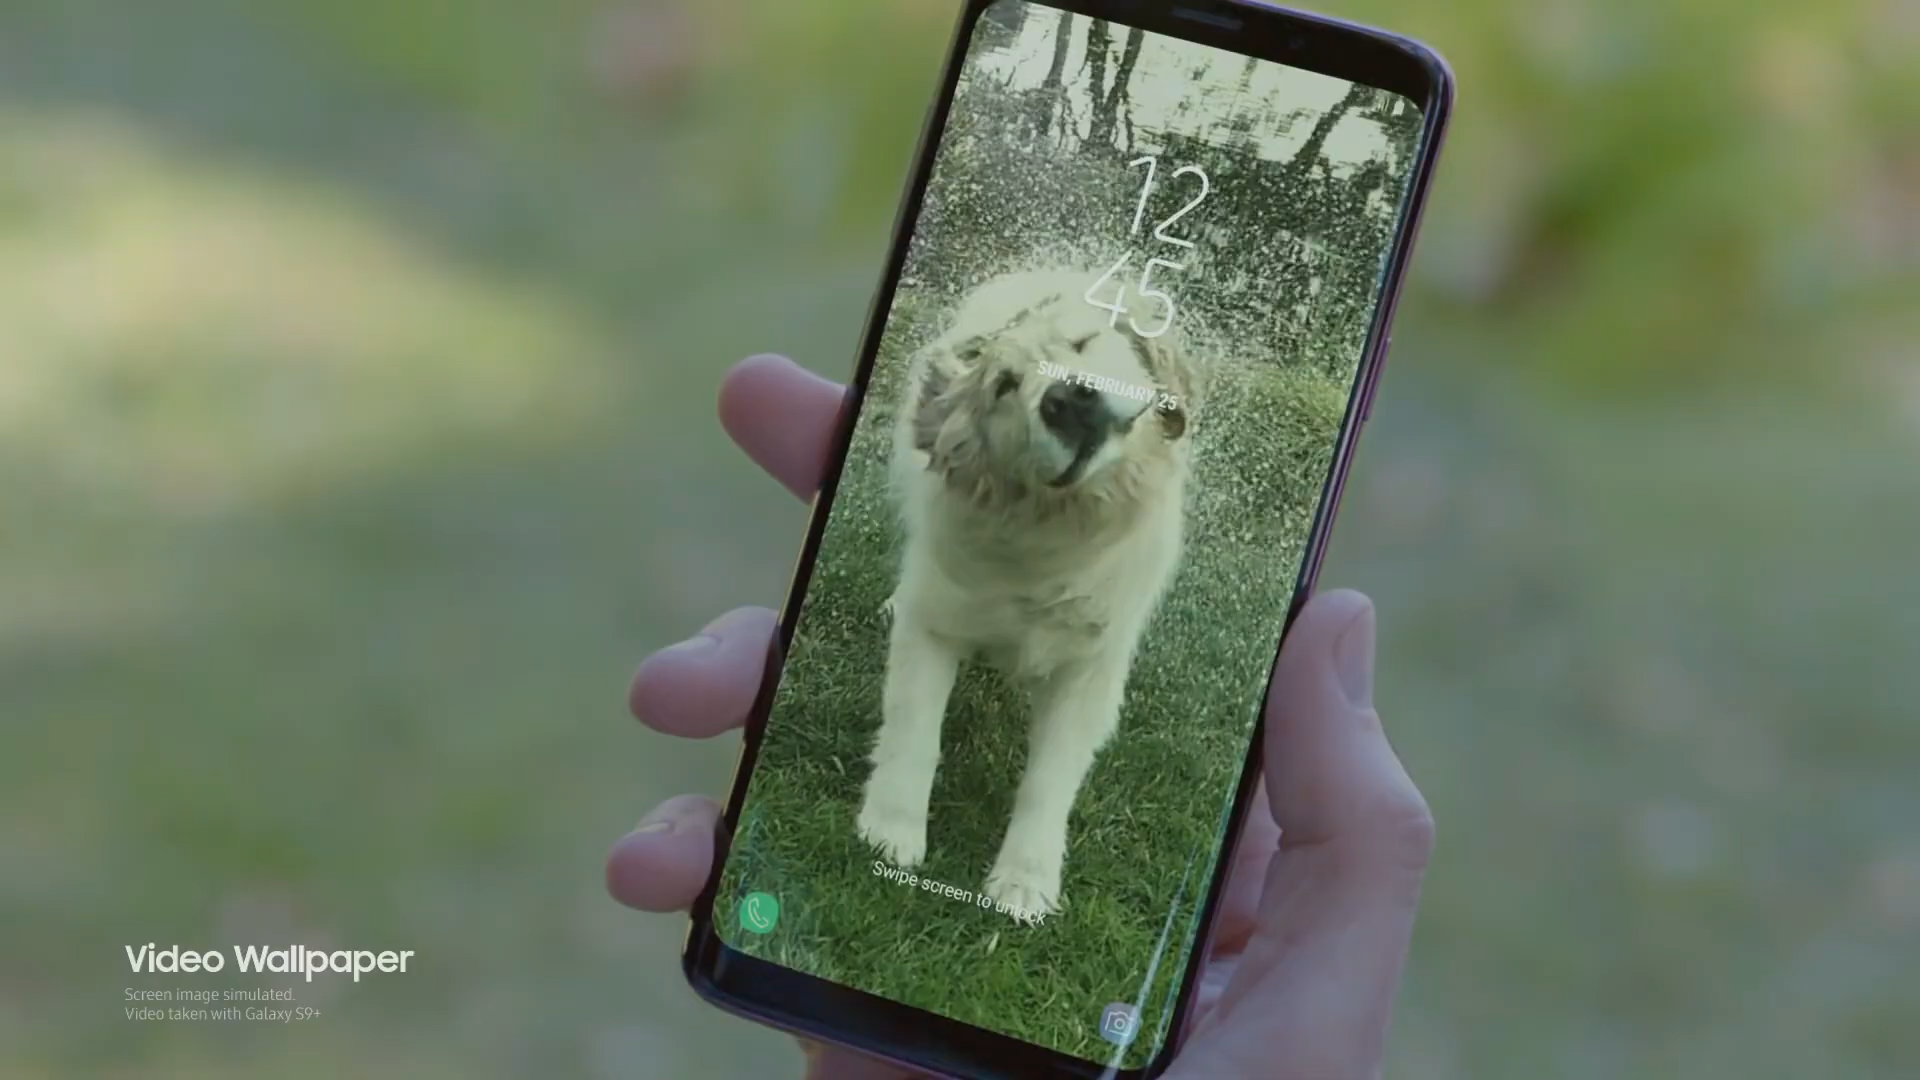 12
45
SUN, FEBRUARY 25
Swipe screen to unlock
Video Wallpaper
Screen image simulated.
Video taken with Galaxy S9+